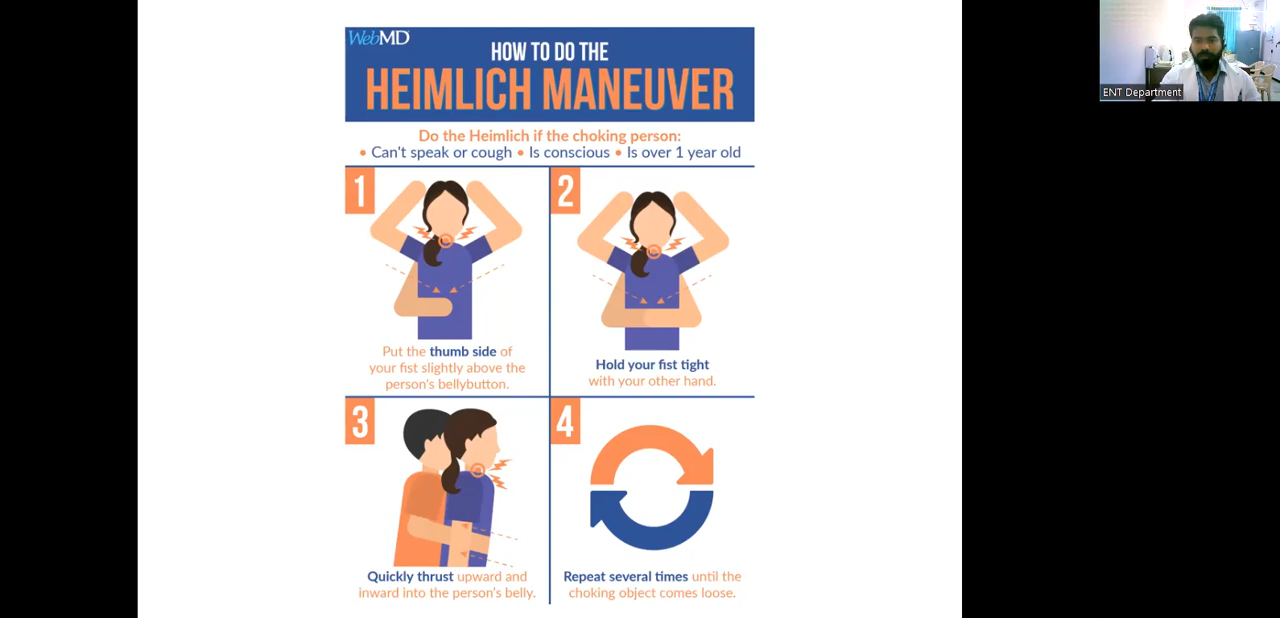 WebMD
HOW TO DO THE
HEIMLICH MANEUVER
Do the Heimlich if the choking person:
• Can't speak or cough • Is conscious • Is over 1 year old
1
Put the thumb side of
your fist slightly above the
person's bellybutton.
2
Hold your fist tight
with your other hand.
3
Quickly thrust upward and
inward into the person's belly.
4
Repeat several times until the
choking object comes loose.
ENT Department